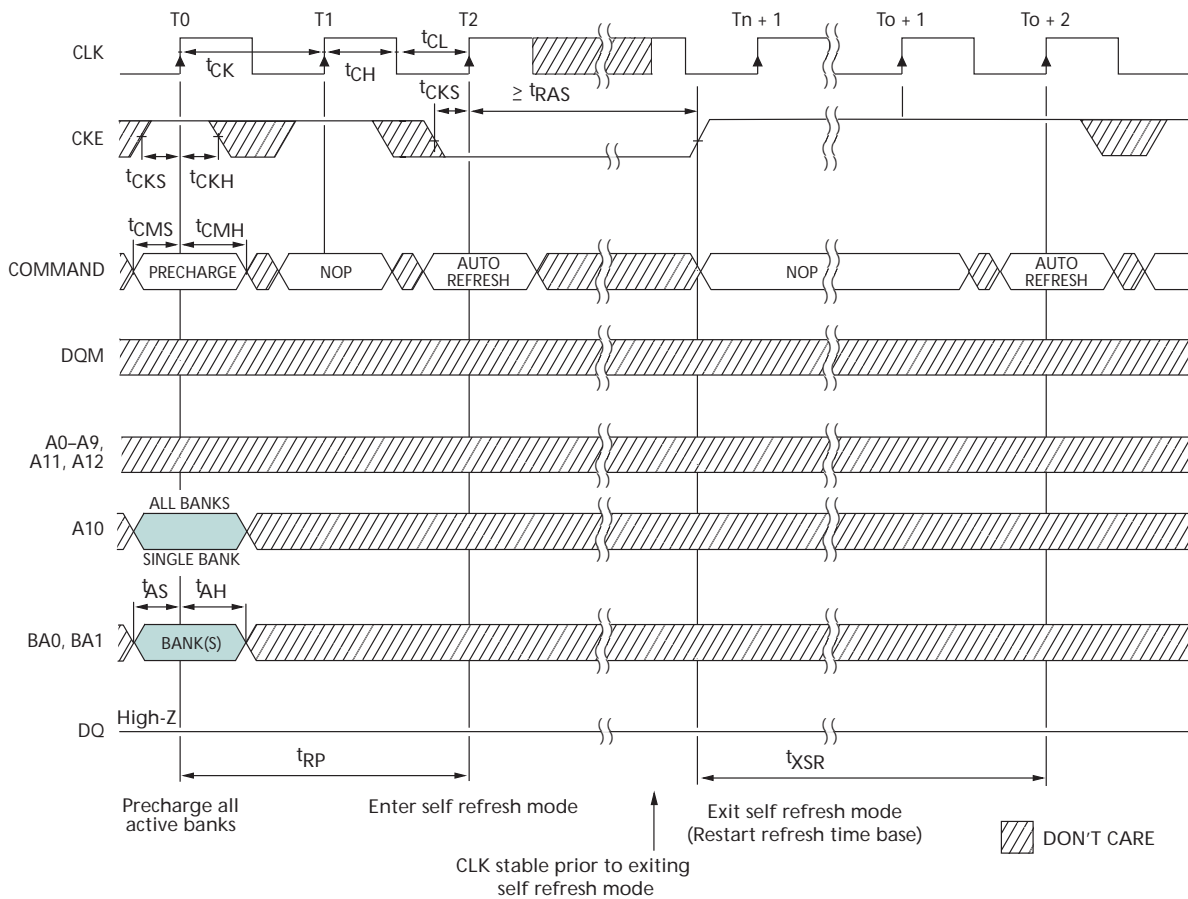 T0 T1 T2 Tn + 1 To + 1 To + 2
CLK
tCK
tCH
tCL
tCKS
≥ tRAS
CKE
tCKS
tCKH
tCMS
tCMH
COMMAND
PRECHARGE
NOP
AUTO
REFRESH
NOP
AUTO
REFRESH
DQM
A0–A9,
A11, A12
ALL BANKS
A10
SINGLE BANK
tAS
tAH
BA0, BA1
BANK(S)
High-Z
DQ
tRP
tXSR
Precharge all
active banks
Enter self refresh mode
Exit self refresh mode
(Restart refresh time base)
CLK stable prior to exiting
self refresh mode
DON'T CARE